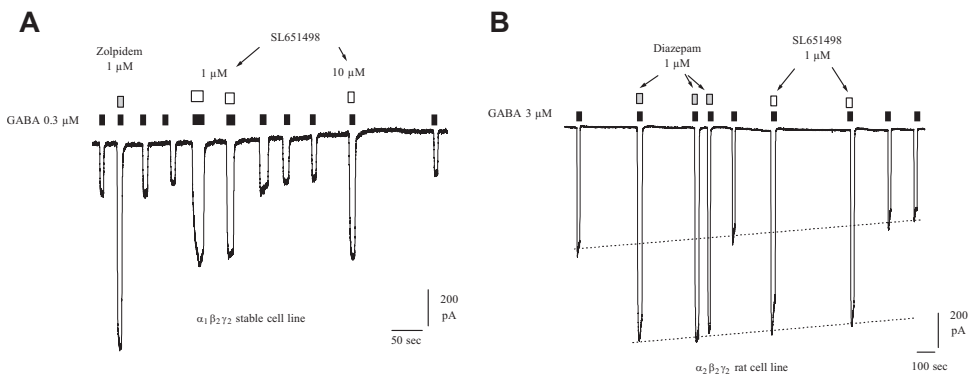 A
Zolpidem
1 µM
SL651498
1 µM
10 µM
GABA 0.3 µM
α1β2γ2 stable cell line
200
pA
50 sec
B
Diazepam
1 µM
SL651498
1 µM
GABA 3 µM
α2β2γ2 rat cell line
200
pA
100 sec